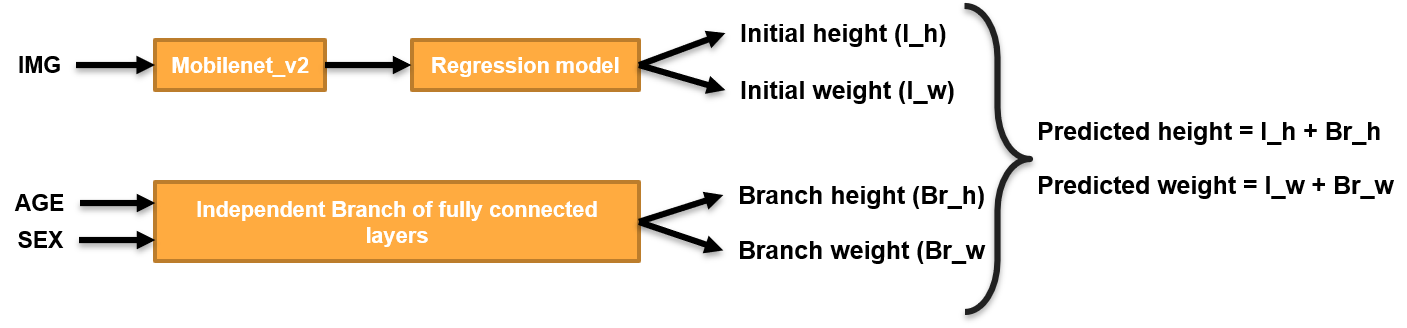 IMG
Mobilenet_v2
Regression model
Initial height (I_h)
Initial weight (I_w)
AGE
SEX
Independent Branch of fully connected
layers
Branch height (Br_h)
Branch weight (Br_w
Predicted height = I_h + Br_h
Predicted weight = I_w + Br_w